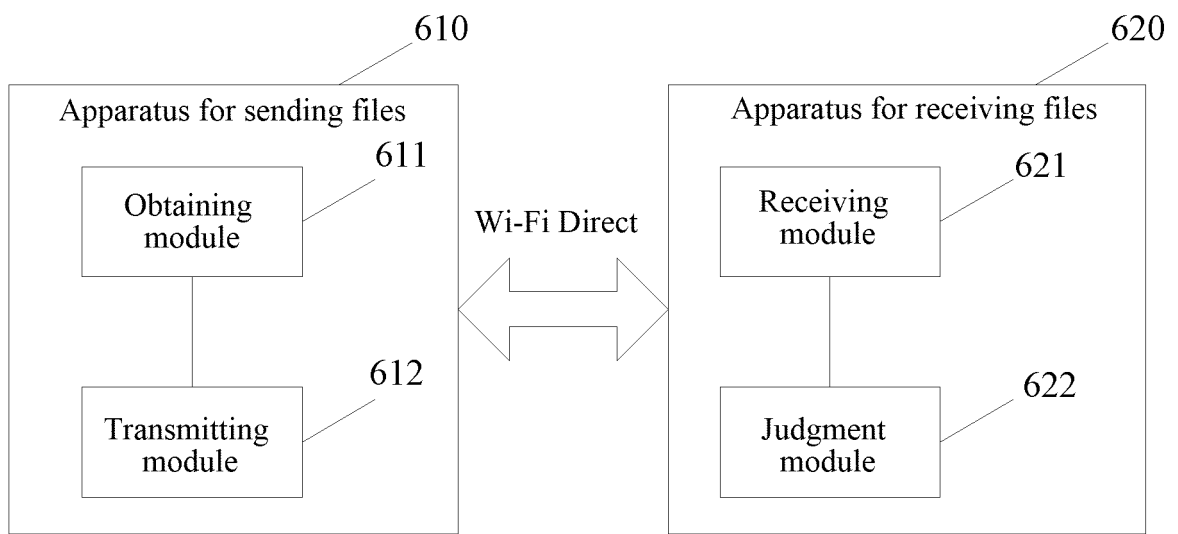 610
620
Apparatus for sending files
Apparatus for receiving files
611
621
Obtaining
module
Receiving
module
Wi-Fi Direct
612
622
Transmitting
module
Judgment
module